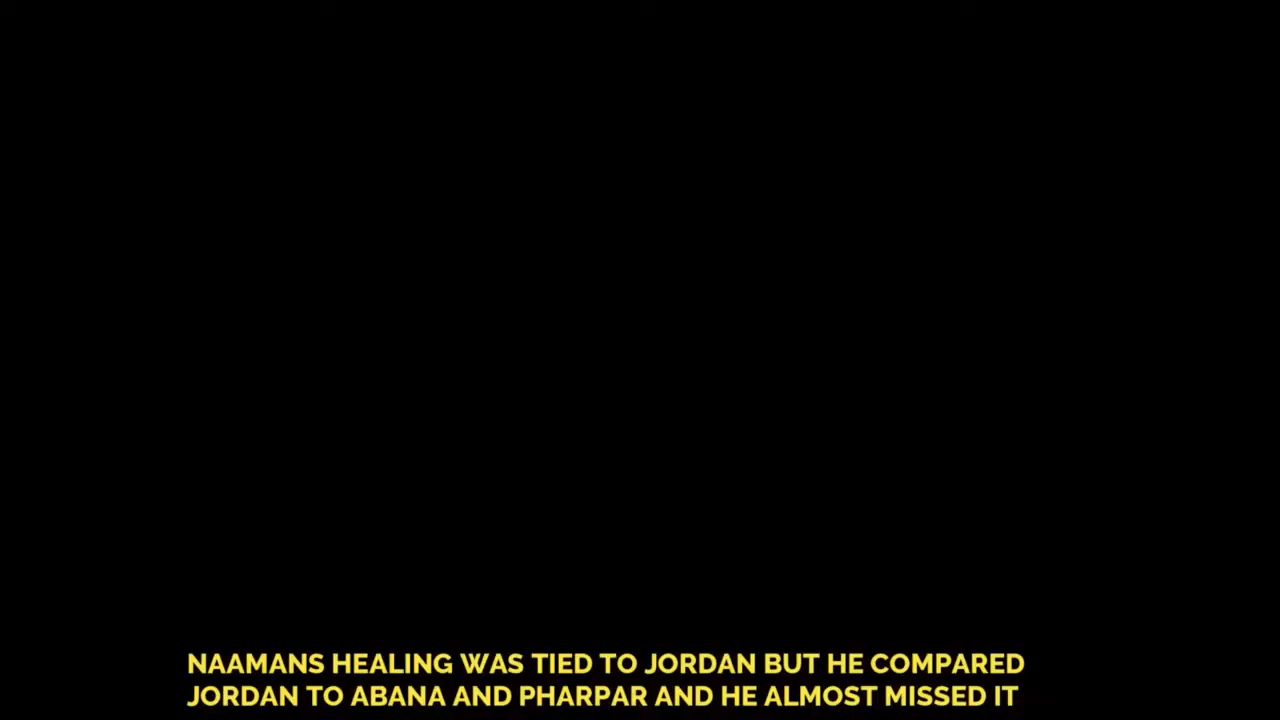 NAAMANS HEALING WAS TIED TO JORDAN BUT HE COMPARED
JORDAN TO ABANA AND PHARPAR AND HE ALMOST MISSED IT